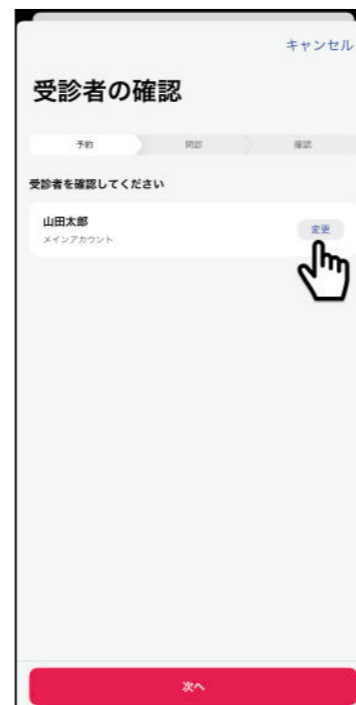 キャンセル
受診者の確認
予約 問診 確認
受診者を確認してください
山田太郎
メインアカウント
変更
次へ